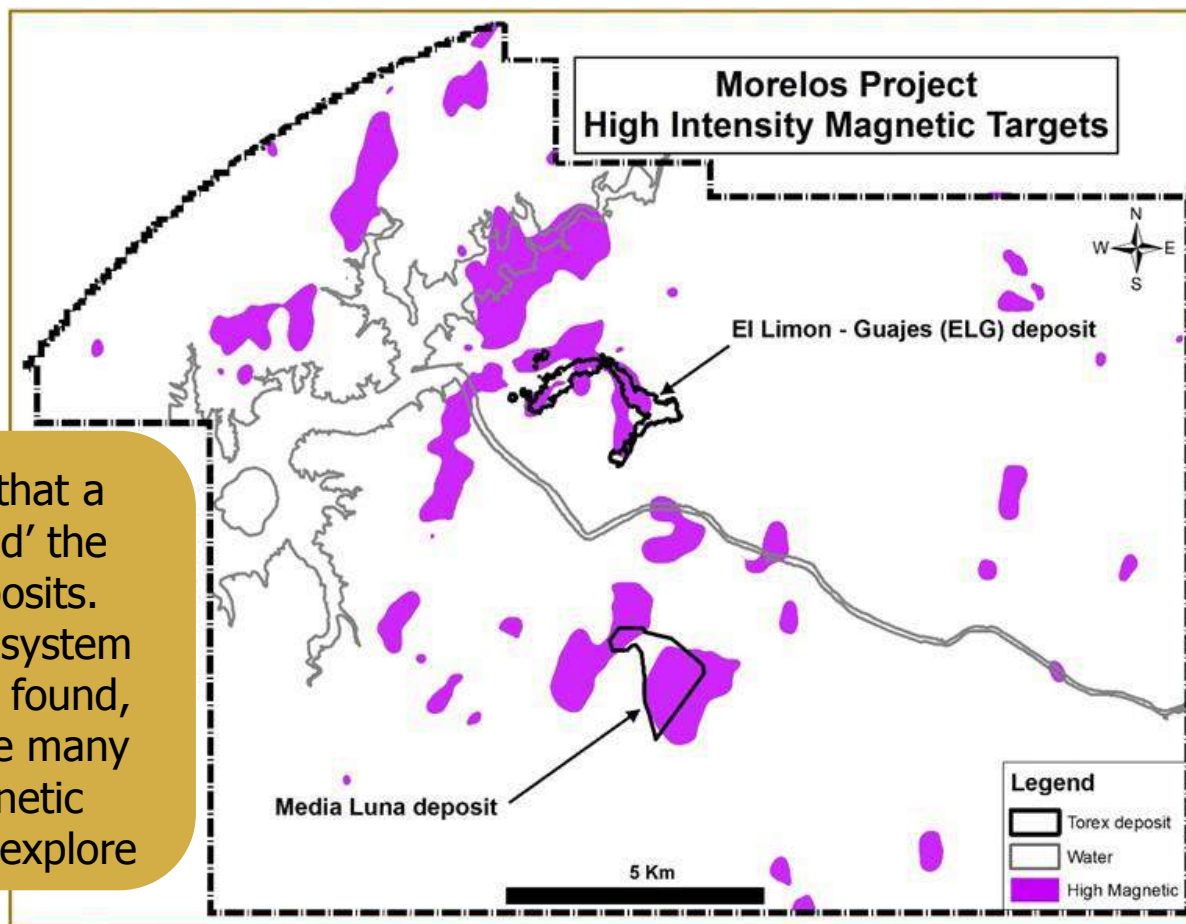 Morelos Project
High Intensity Magnetic Targets
N
W E
S
El Limon - Guajes (ELG) deposit
that a
d’ the
osits.
system
found,
e many
netic
explore
Media Luna deposit
5 Km
Legend
Torex deposit
Water
High Magnetic